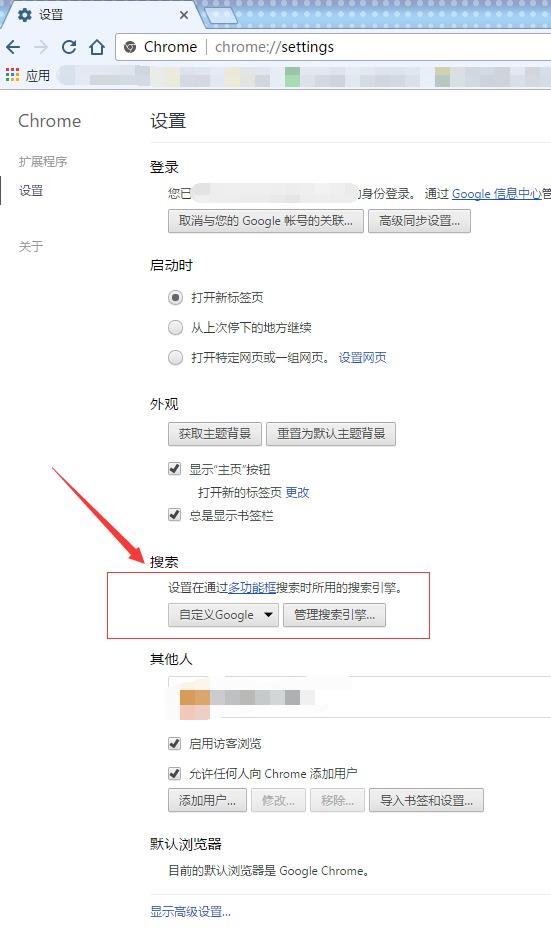 设置
Chrome chrome://settings
应用
Chrome
设置
扩展程序
设置
关于
登录
您已 的身份登录。 通过 Google 信息中心管
取消与您的 Google 帐号的关联... 高级同步设置...
启动时
打开新标签页
从上次停下的地方继续
打开特定网页或一组网页。 设置网页
外观
获取主题背景 重置为默认主题背景
显示“主页”按钮
打开新的标签页 更改
总是显示书签栏
搜索
设置在通过多功能框搜索时所用的搜索引擎。
自定义Google 管理搜索引擎...
其他人
启用访客浏览
允许任何人向 Chrome 添加用户
添加用户... 修改... 移除... 导入书签和设置...
默认浏览器
目前的默认浏览器是 Google Chrome。
显示高级设置...